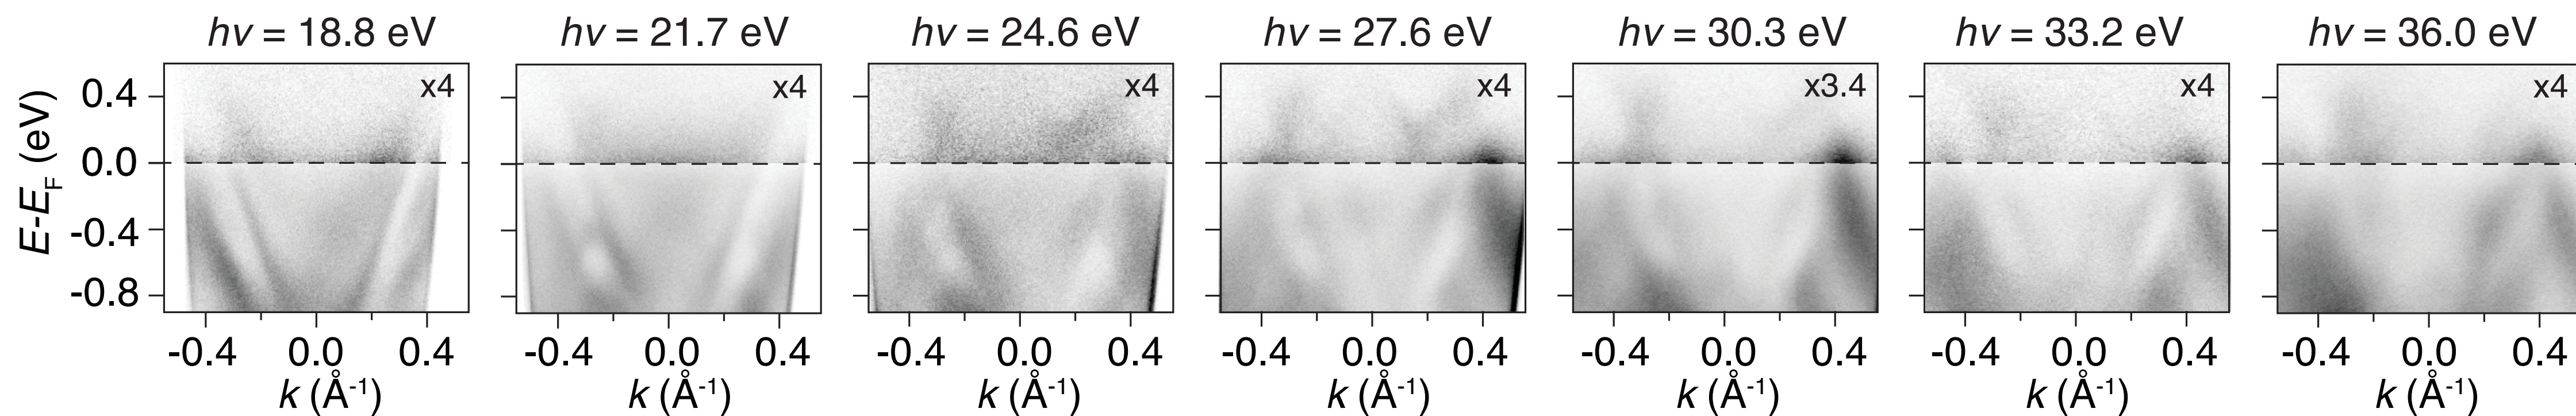 hν = 18.8 eV hν = 21.7 eV hν = 24.6 eV hν = 27.6 eV hν = 30.3 eV hν = 33.2 eV hν = 36.0 eV
x4 x4 x4 x4 x3.4 x4 x4
E-E_F (eV)
0.4
0.0
-0.4
-0.8
-0.4 0.0 0.4 -0.4 0.0 0.4 -0.4 0.0 0.4 -0.4 0.0 0.4 -0.4 0.0 0.4 -0.4 0.0 0.4 -0.4 0.0 0.4
k (Å⁻¹) k (Å⁻¹) k (Å⁻¹) k (Å⁻¹) k (Å⁻¹) k (Å⁻¹) k (Å⁻¹)